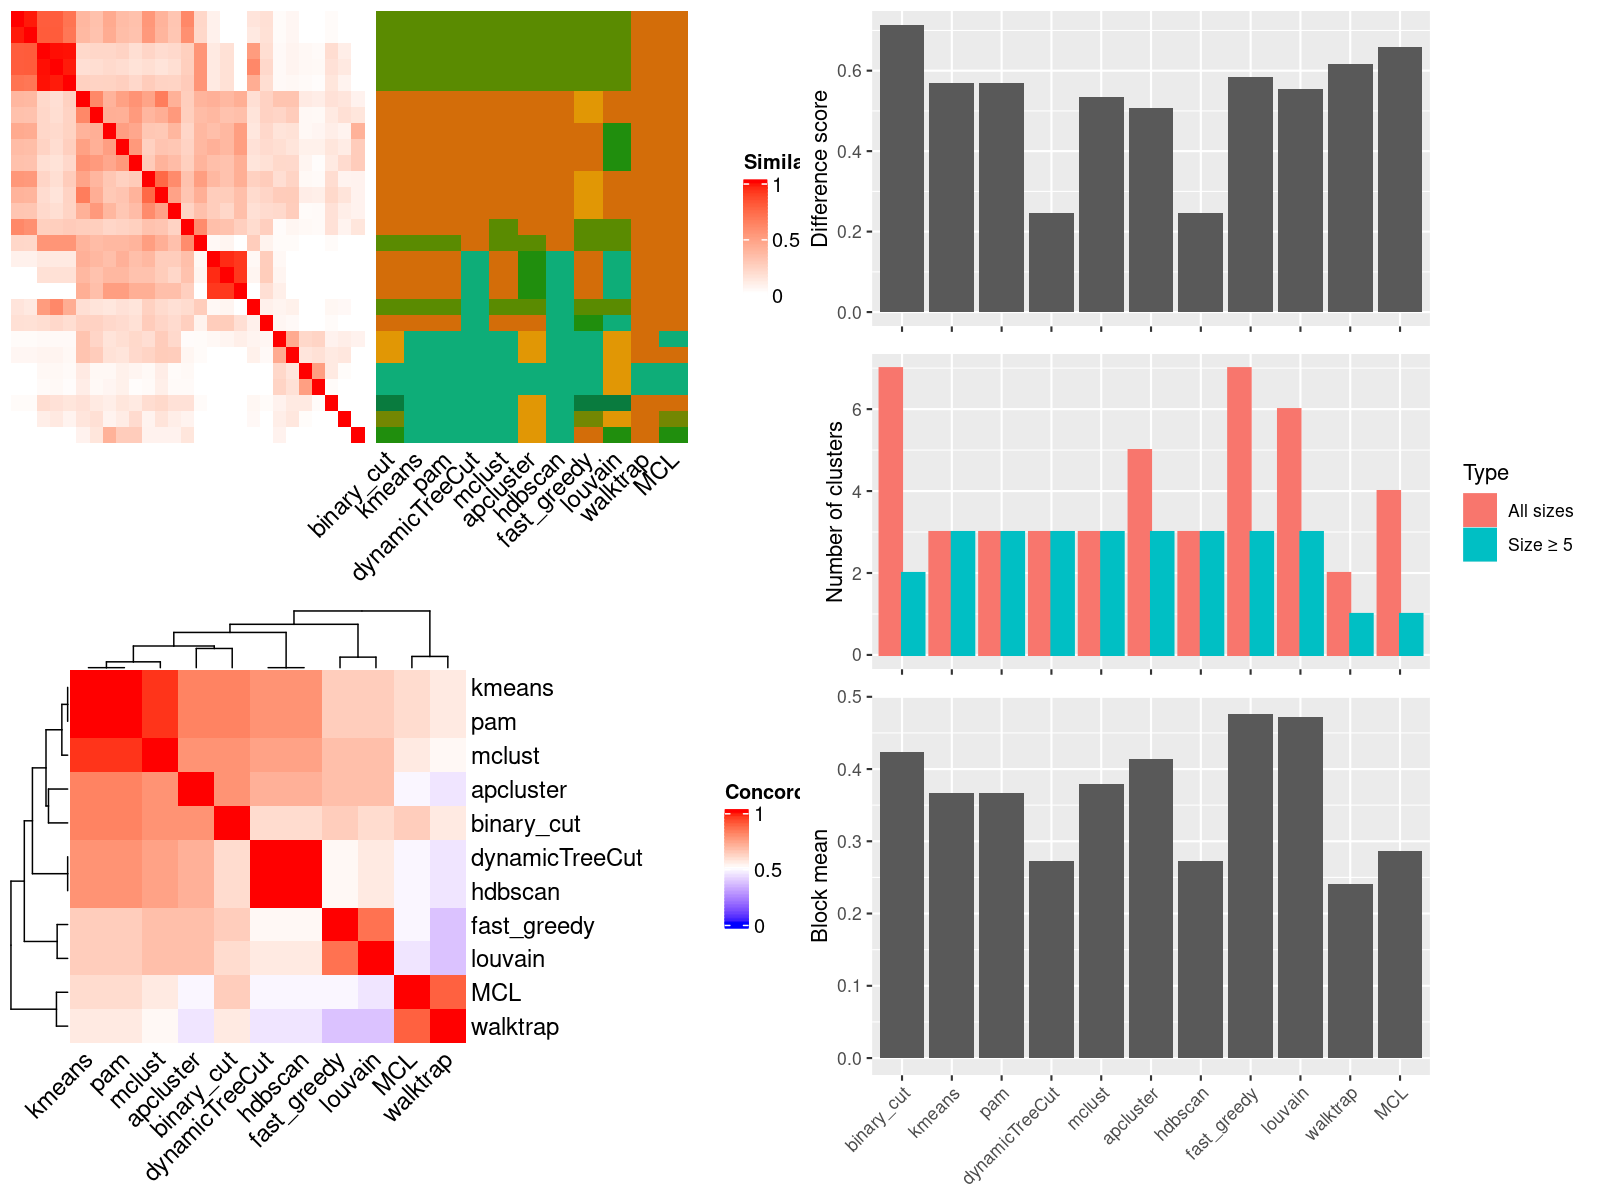 Simila
1
0.5
0
binary_cut
kmeans
pam
dynamicTreeCut
mclust
apcluster
hdbscan
fast_greedy
louvain
walktrap
MCL
kmeans
pam
mclust
apcluster
binary_cut
dynamicTreeCut
hdbscan
fast_greedy
louvain
MCL
walktrap
kmeans
pam
mclust
apcluster
binary_cut
dynamicTreeCut
hdbscan
fast_greedy
louvain
MCL
walktrap
Concord
1
0.5
0
Difference score
0.6
0.4
0.2
0.0
Number of clusters
6
4
2
0
Type
All sizes
Size ≥ 5
Block mean
0.5
0.4
0.3
0.2
0.1
0.0
binary_cut
kmeans
pam
dynamicTreeCut
mclust
apcluster
hdbscan
fast_greedy
louvain
walktrap
MCL